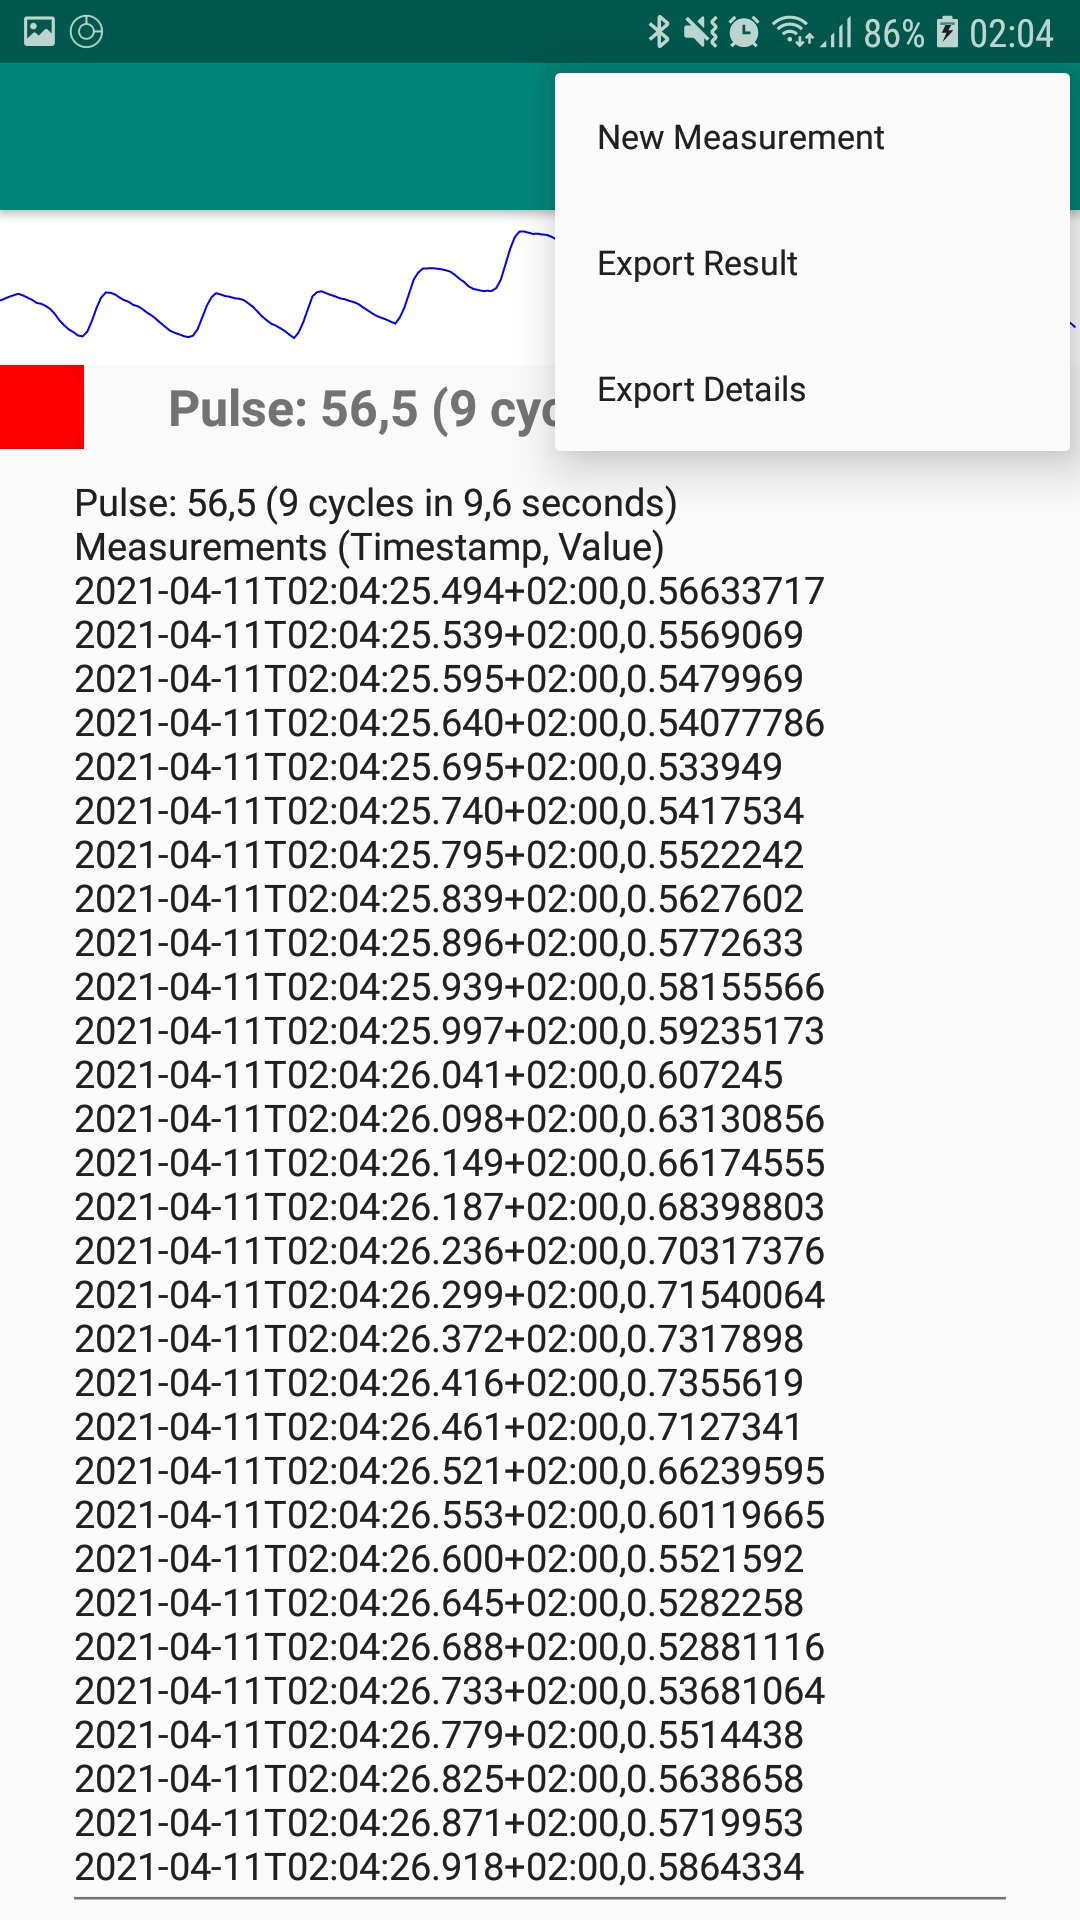 86% 02:04
New Measurement
Export Result
Export Details
Pulse: 56,5 (9 cyc
Pulse: 56,5 (9 cycles in 9,6 seconds)
Measurements (Timestamp, Value)
2021-04-11T02:04:25.494+02:00,0.56633717
2021-04-11T02:04:25.539+02:00,0.5569069
2021-04-11T02:04:25.595+02:00,0.5479969
2021-04-11T02:04:25.640+02:00,0.54077786
2021-04-11T02:04:25.695+02:00,0.533949
2021-04-11T02:04:25.740+02:00,0.5417534
2021-04-11T02:04:25.795+02:00,0.5522242
2021-04-11T02:04:25.839+02:00,0.5627602
2021-04-11T02:04:25.896+02:00,0.5772633
2021-04-11T02:04:25.939+02:00,0.58155566
2021-04-11T02:04:25.997+02:00,0.59235173
2021-04-11T02:04:26.041+02:00,0.607245
2021-04-11T02:04:26.098+02:00,0.63130856
2021-04-11T02:04:26.149+02:00,0.66174555
2021-04-11T02:04:26.187+02:00,0.68398803
2021-04-11T02:04:26.236+02:00,0.70317376
2021-04-11T02:04:26.299+02:00,0.71540064
2021-04-11T02:04:26.372+02:00,0.7317898
2021-04-11T02:04:26.416+02:00,0.7355619
2021-04-11T02:04:26.461+02:00,0.7127341
2021-04-11T02:04:26.521+02:00,0.66239595
2021-04-11T02:04:26.553+02:00,0.60119665
2021-04-11T02:04:26.600+02:00,0.5521592
2021-04-11T02:04:26.645+02:00,0.5282258
2021-04-11T02:04:26.688+02:00,0.52881116
2021-04-11T02:04:26.733+02:00,0.53681064
2021-04-11T02:04:26.779+02:00,0.5514438
2021-04-11T02:04:26.825+02:00,0.5638658
2021-04-11T02:04:26.871+02:00,0.5719953
2021-04-11T02:04:26.918+02:00,0.5864334